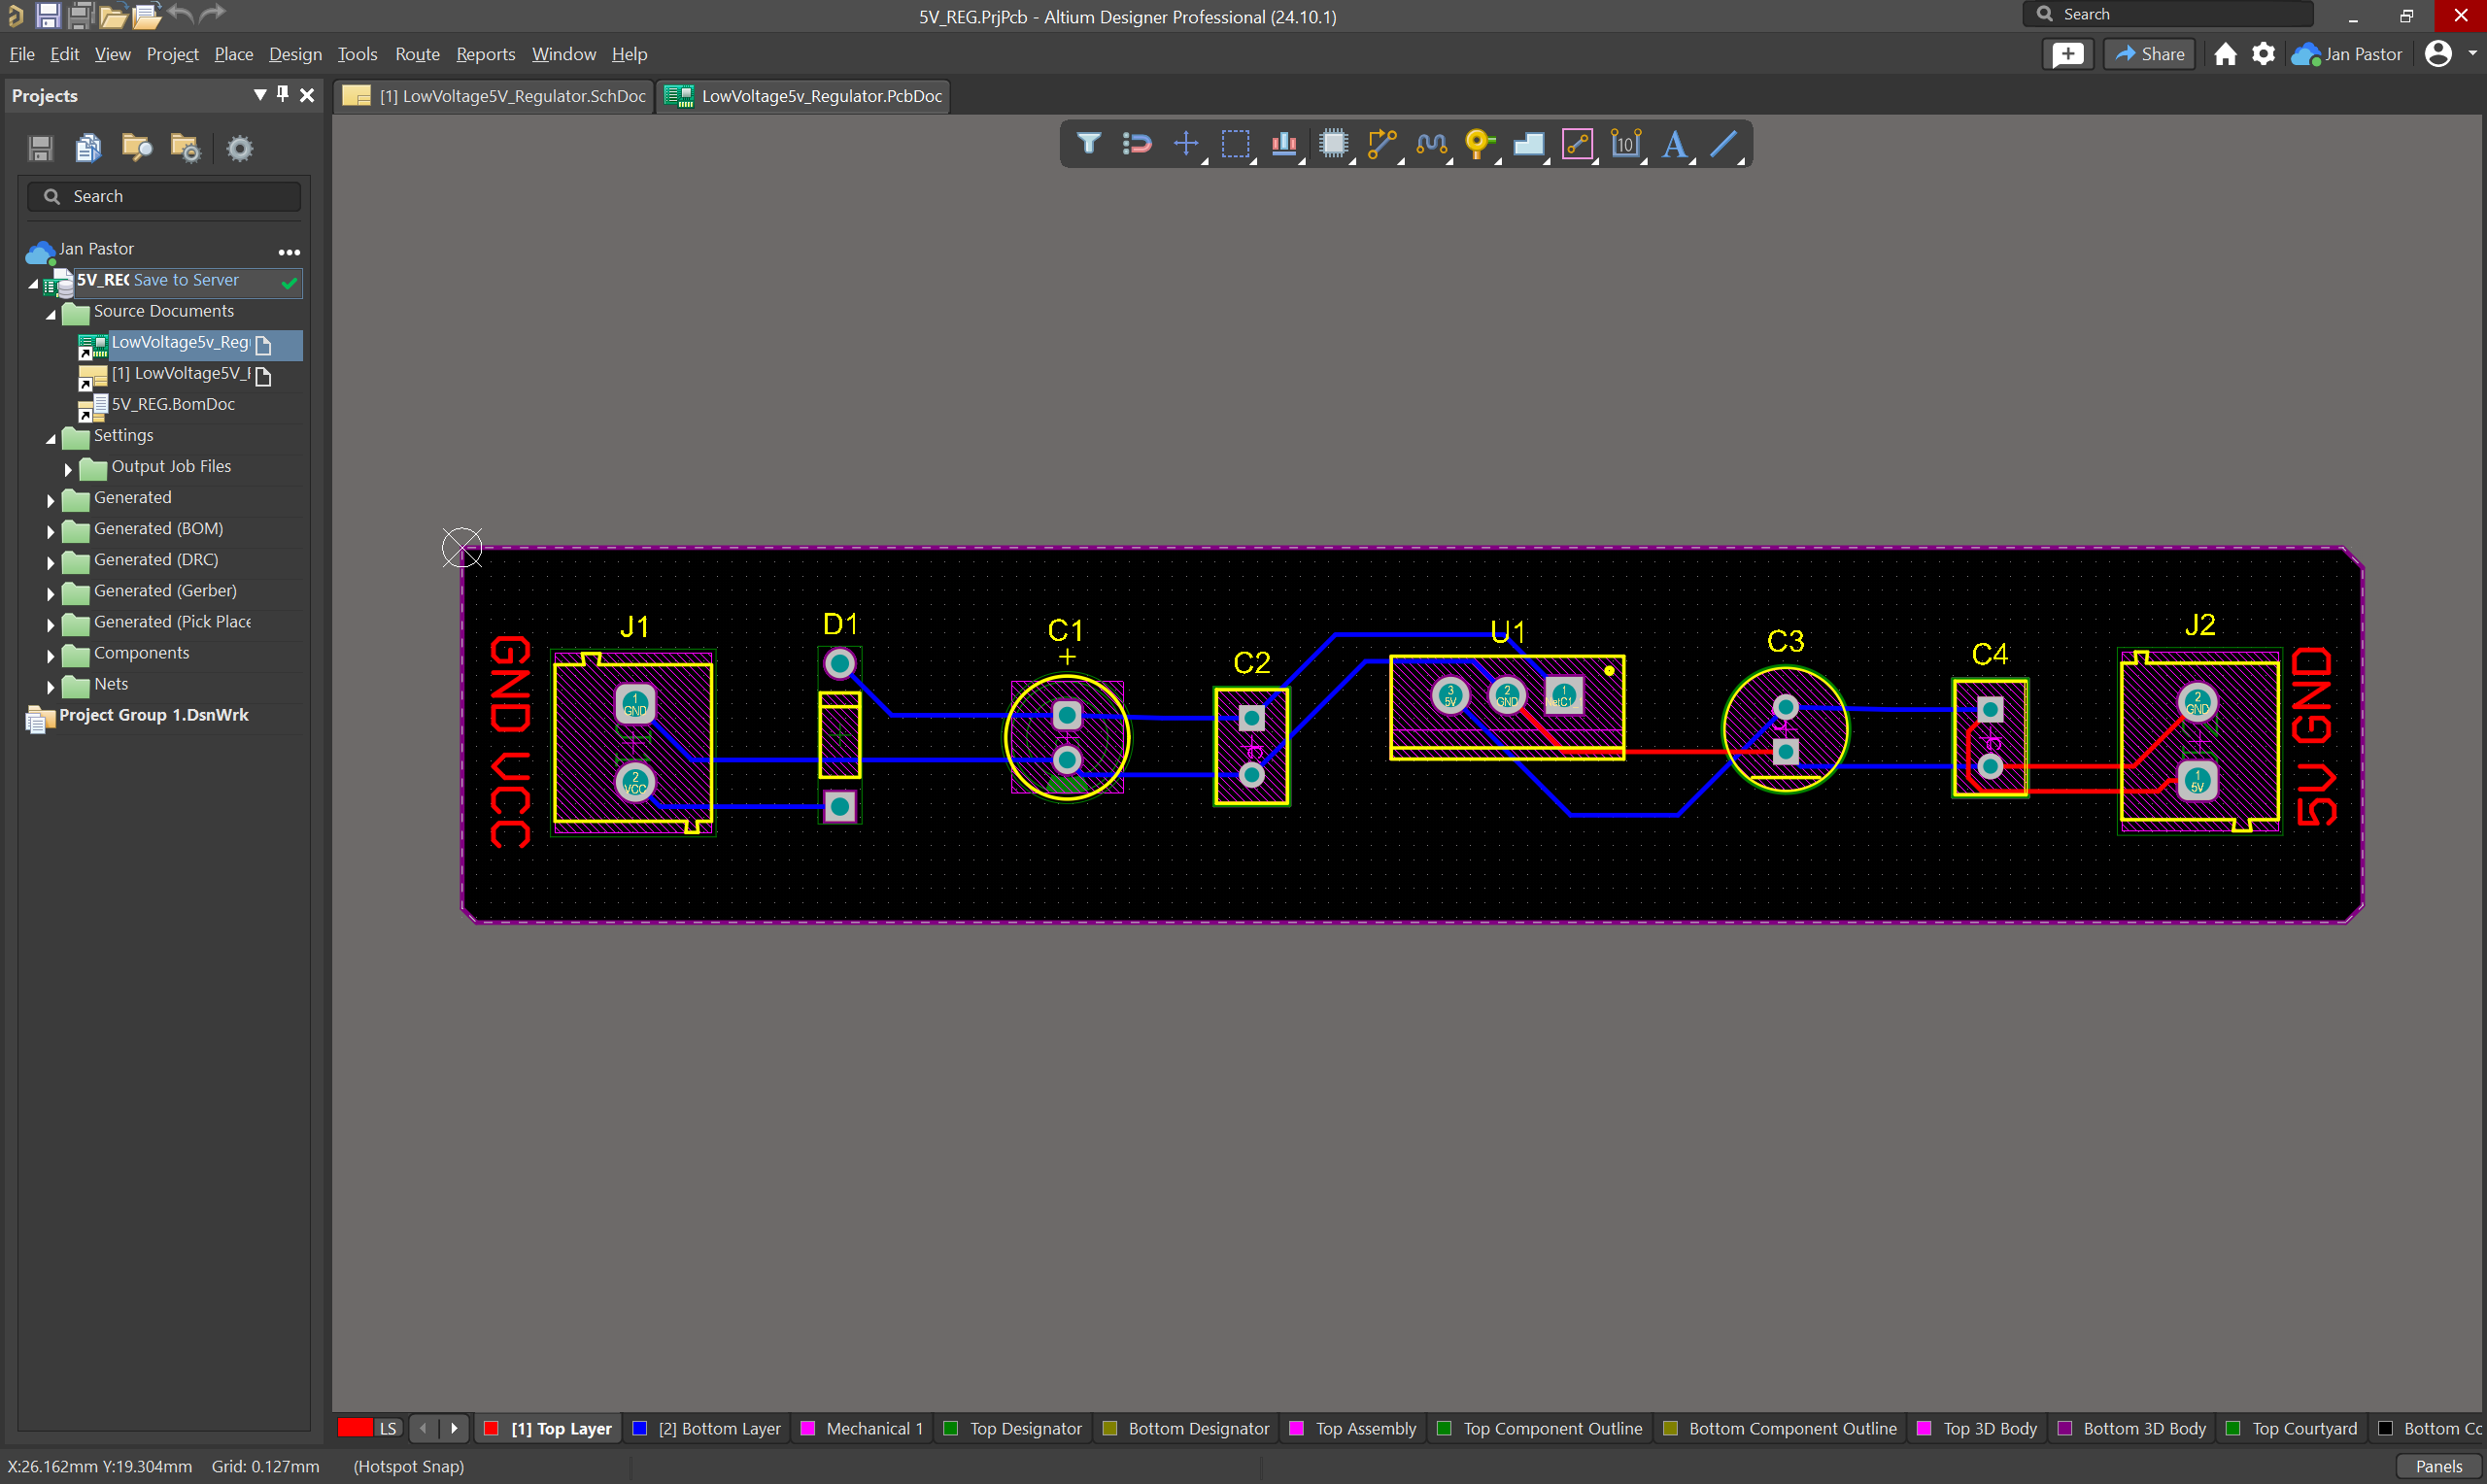 5V_REG.PrjPcb - Altium Designer Professional (24.10.1)
Search
File Edit View Project Place Design Tools Route Reports Window Help
Share
Jan Pastor
Projects
[1] LowVoltage5V_Regulator.SchDoc
LowVoltage5v_Regulator.PcbDoc
Search
Jan Pastor
5V_REG Save to Server
Source Documents
LowVoltage5v_Regu
[1] LowVoltage5V_F
5V_REG.BomDoc
Settings
Output Job Files
Generated
Generated (BOM)
Generated (DRC)
Generated (Gerber)
Generated (Pick Place
Components
Nets
Project Group 1.DsnWrk
10
J1
D1
C1
+
C2
U1
C3
C4
J2
GND VCC
1
GND
2
VCC
3
5V
2
GND
1
2
GND
1
5V
5V GND
LS
[1] Top Layer
[2] Bottom Layer
Mechanical 1
Top Designator
Bottom Designator
Top Assembly
Top Component Outline
Bottom Component Outline
Top 3D Body
Bottom 3D Body
Top Courtyard
Bottom Co
X:26.162mm Y:19.304mm Grid: 0.127mm (Hotspot Snap)
Panels